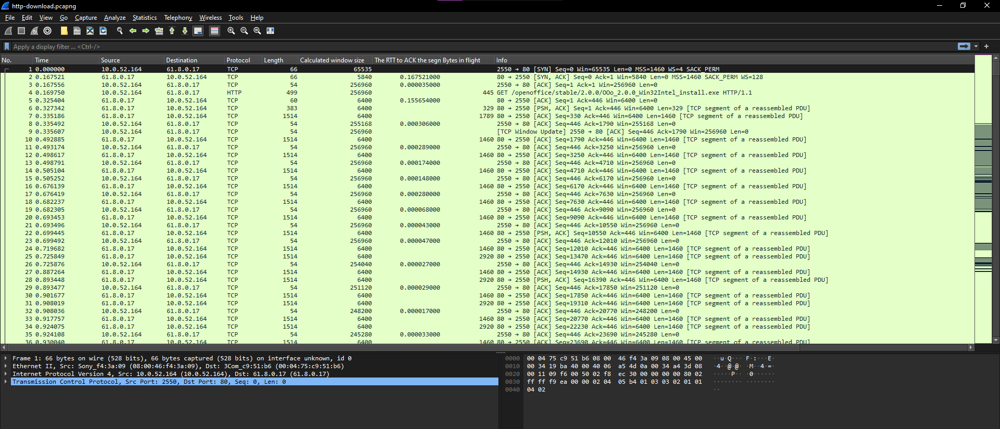 http-download.pcapng
File Edit View Go Capture Analyze Statistics Telephony Wireless Tools Help
Apply a display filter ... <Ctrl-/>
No. Time Source Destination Protocol Length Calculated window size The RTT to ACK the segn Bytes in flight Info
1 0.000000 10.0.52.164 61.8.0.17 TCP 66 65535 2550 → 80 [SYN] Seq=0 Win=65535 Len=0 MSS=1460 WS=4 SACK_PERM
2 0.167521 61.8.0.17 10.0.52.164 TCP 66 5840 0.167521000 80 → 2550 [SYN, ACK] Seq=0 Ack=1 Win=5840 Len=0 MSS=1460 SACK_PERM WS=128
3 0.167556 10.0.52.164 61.8.0.17 TCP 54 256960 0.000035000 2550 → 80 [ACK] Seq=1 Ack=1 Win=256960 Len=0
4 0.169750 10.0.52.164 61.8.0.17 HTTP 499 256960 445 GET /openoffice/stable/2.0.0/OOo_2.0.0_Win32Intel_install.exe HTTP/1.1
5 0.325404 61.8.0.17 10.0.52.164 TCP 60 6400 0.155654000 80 → 2550 [ACK] Seq=1 Ack=446 Win=6400 Len=0
6 0.327342 61.8.0.17 10.0.52.164 TCP 383 6400 329 80 → 2550 [PSH, ACK] Seq=1 Ack=446 Win=6400 Len=329 [TCP segment of a reassembled PDU]
7 0.335186 61.8.0.17 10.0.52.164 TCP 1514 6400 1789 80 → 2550 [ACK] Seq=330 Ack=446 Win=6400 Len=1460 [TCP segment of a reassembled PDU]
8 0.335492 10.0.52.164 61.8.0.17 TCP 54 255168 0.000306000 2550 → 80 [ACK] Seq=446 Ack=1790 Win=255168 Len=0
9 0.335607 10.0.52.164 61.8.0.17 TCP 54 256960 [TCP Window Update] 2550 → 80 [ACK] Seq=446 Ack=1790 Win=256960 Len=0
10 0.492885 61.8.0.17 10.0.52.164 TCP 1514 6400 1460 80 → 2550 [ACK] Seq=1790 Ack=446 Win=6400 Len=1460 [TCP segment of a reassembled PDU]
11 0.493174 10.0.52.164 61.8.0.17 TCP 54 256960 0.000289000 2550 → 80 [ACK] Seq=446 Ack=3250 Win=256960 Len=0
12 0.498617 61.8.0.17 10.0.52.164 TCP 1514 6400 1460 80 → 2550 [ACK] Seq=3250 Ack=446 Win=6400 Len=1460 [TCP segment of a reassembled PDU]
13 0.498791 10.0.52.164 61.8.0.17 TCP 54 256960 0.000174000 2550 → 80 [ACK] Seq=446 Ack=4710 Win=256960 Len=0
14 0.505104 61.8.0.17 10.0.52.164 TCP 1514 6400 1460 80 → 2550 [ACK] Seq=4710 Ack=446 Win=6400 Len=1460 [TCP segment of a reassembled PDU]
15 0.505252 10.0.52.164 61.8.0.17 TCP 54 256960 0.000148000 2550 → 80 [ACK] Seq=446 Ack=6170 Win=256960 Len=0
16 0.676139 61.8.0.17 10.0.52.164 TCP 1514 6400 1460 80 → 2550 [ACK] Seq=6170 Ack=446 Win=6400 Len=1460 [TCP segment of a reassembled PDU]
17 0.676419 10.0.52.164 61.8.0.17 TCP 54 256960 0.000280000 2550 → 80 [ACK] Seq=446 Ack=7630 Win=256960 Len=0
18 0.682237 61.8.0.17 10.0.52.164 TCP 1514 6400 1460 80 → 2550 [ACK] Seq=7630 Ack=446 Win=6400 Len=1460 [TCP segment of a reassembled PDU]
19 0.682305 10.0.52.164 61.8.0.17 TCP 54 256960 0.000068000 2550 → 80 [ACK] Seq=446 Ack=9090 Win=256960 Len=0
20 0.693453 61.8.0.17 10.0.52.164 TCP 1514 6400 1460 80 → 2550 [ACK] Seq=9090 Ack=446 Win=6400 Len=1460 [TCP segment of a reassembled PDU]
21 0.693496 10.0.52.164 61.8.0.17 TCP 54 256960 0.000043000 2550 → 80 [ACK] Seq=446 Ack=10550 Win=256960 Len=0
22 0.699445 61.8.0.17 10.0.52.164 TCP 1514 6400 1460 80 → 2550 [PSH, ACK] Seq=10550 Ack=446 Win=6400 Len=1460 [TCP segment of a reassembled PDU]
23 0.699492 10.0.52.164 61.8.0.17 TCP 54 256960 0.000047000 2550 → 80 [ACK] Seq=446 Ack=12010 Win=256960 Len=0
24 0.719682 61.8.0.17 10.0.52.164 TCP 1514 6400 1460 80 → 2550 [ACK] Seq=12010 Ack=446 Win=6400 Len=1460 [TCP segment of a reassembled PDU]
25 0.725849 61.8.0.17 10.0.52.164 TCP 1514 6400 2920 80 → 2550 [ACK] Seq=13470 Ack=446 Win=6400 Len=1460 [TCP segment of a reassembled PDU]
26 0.725876 10.0.52.164 61.8.0.17 TCP 54 254040 0.000027000 2550 → 80 [ACK] Seq=446 Ack=14930 Win=254040 Len=0
27 0.887264 61.8.0.17 10.0.52.164 TCP 1514 6400 1460 80 → 2550 [ACK] Seq=14930 Ack=446 Win=6400 Len=1460 [TCP segment of a reassembled PDU]
28 0.893448 61.8.0.17 10.0.52.164 TCP 1514 6400 2920 80 → 2550 [PSH, ACK] Seq=16390 Ack=446 Win=6400 Len=1460 [TCP segment of a reassembled PDU]
29 0.893477 10.0.52.164 61.8.0.17 TCP 54 251120 0.000029000 2550 → 80 [ACK] Seq=446 Ack=17850 Win=251120 Len=0
30 0.901677 61.8.0.17 10.0.52.164 TCP 1514 6400 1460 80 → 2550 [ACK] Seq=17850 Ack=446 Win=6400 Len=1460 [TCP segment of a reassembled PDU]
31 0.908019 61.8.0.17 10.0.52.164 TCP 1514 6400 2920 80 → 2550 [ACK] Seq=19310 Ack=446 Win=6400 Len=1460 [TCP segment of a reassembled PDU]
32 0.908036 10.0.52.164 61.8.0.17 TCP 54 248200 0.000017000 2550 → 80 [ACK] Seq=446 Ack=20770 Win=248200 Len=0
33 0.917757 61.8.0.17 10.0.52.164 TCP 1514 6400 1460 80 → 2550 [ACK] Seq=20770 Ack=446 Win=6400 Len=1460 [TCP segment of a reassembled PDU]
34 0.924075 61.8.0.17 10.0.52.164 TCP 1514 6400 2920 80 → 2550 [ACK] Seq=22230 Ack=446 Win=6400 Len=1460 [TCP segment of a reassembled PDU]
35 0.924108 10.0.52.164 61.8.0.17 TCP 54 245280 0.000033000 2550 → 80 [ACK] Seq=446 Ack=23690 Win=245280 Len=0
36 0.930040 61.8.0.17 10.0.52.164 TCP 1514 6400 1460 80 → 2550 [ACK] Seq=23690 Ack=446 Win=6400 Len=1460 [TCP segment of a reassembled PDU]
Frame 1: 66 bytes on wire (528 bits), 66 bytes captured (528 bits) on interface unknown, id 0
Ethernet II, Src: Sony_f4:3a:09 (08:00:46:f4:3a:09), Dst: 3Com_c9:51:b6 (00:04:75:c9:51:b6)
Internet Protocol Version 4, Src: 10.0.52.164 (10.0.52.164), Dst: 61.8.0.17 (61.8.0.17)
Transmission Control Protocol, Src Port: 2550, Dst Port: 80, Seq: 0, Len: 0
0000 00 04 75 c9 51 b6 08 00 46 f4 3a 09 08 00 45 00 ··u·Q··· F·:···E·
0010 00 34 19 ba 40 00 40 06 a5 4d 0a 00 34 a4 3d 08 ·4··@·@· ·M··4·=·
0020 00 11 09 f6 00 50 02 f8 ec 30 00 00 00 00 80 02 ·····P·· ·0······
0030 ff ff f9 ea 00 00 02 04 05 b4 01 03 03 02 01 01 ········ ········
0040 04 02 ··